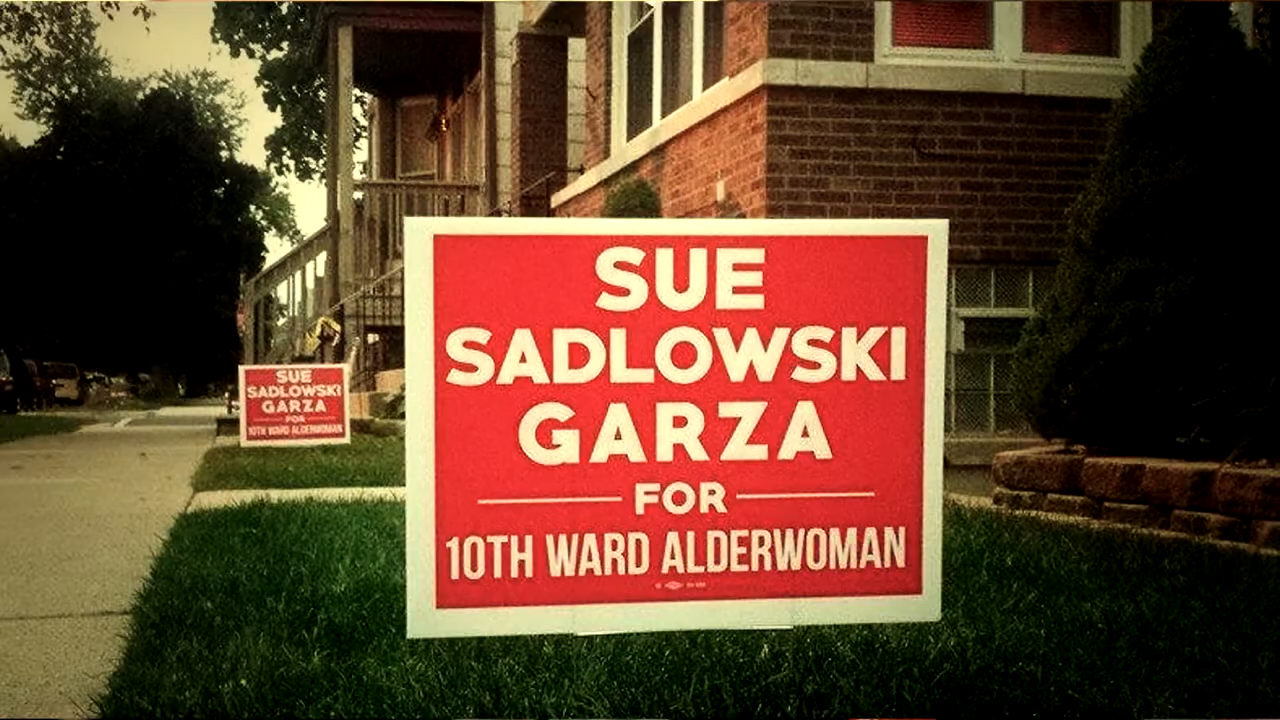 SUE
SADLOWSKI
GARZA
FOR
10TH WARD ALDERWOMAN
SUE
SADLOWSKI
GARZA
FOR
10TH WARD ALDERWOMAN